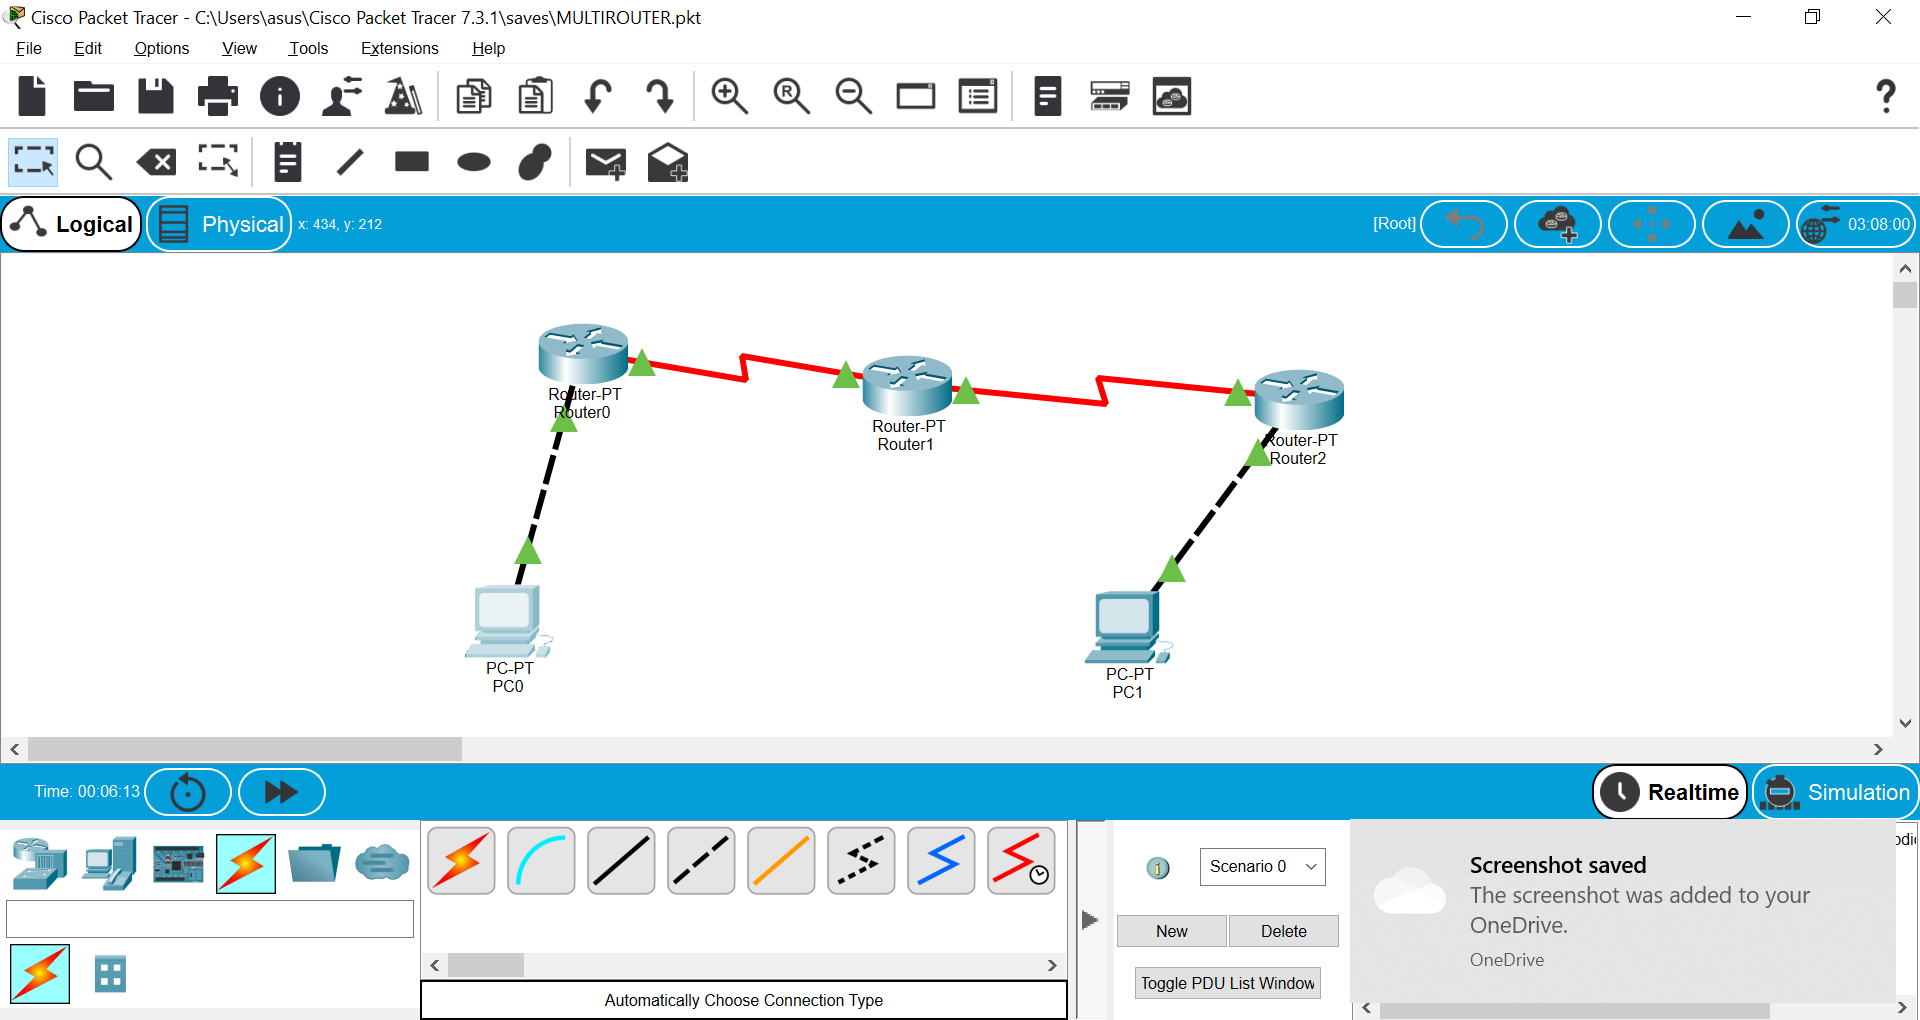 Cisco Packet Tracer - C:\Users\asus\Cisco Packet Tracer 7.3.1\saves\MULTIROUTER.pkt
File Edit Options View Tools Extensions Help
Logical Physical x: 434, y: 212 [Root] 03:08:00
Router-PT
Router0
Router-PT
Router1
Router-PT
Router2
PC-PT
PC0
PC-PT
PC1
Time: 00:06:13 Realtime Simulation
Scenario 0
New Delete
Toggle PDU List Window
Automatically Choose Connection Type
Screenshot saved
The screenshot was added to your
OneDrive.
OneDrive